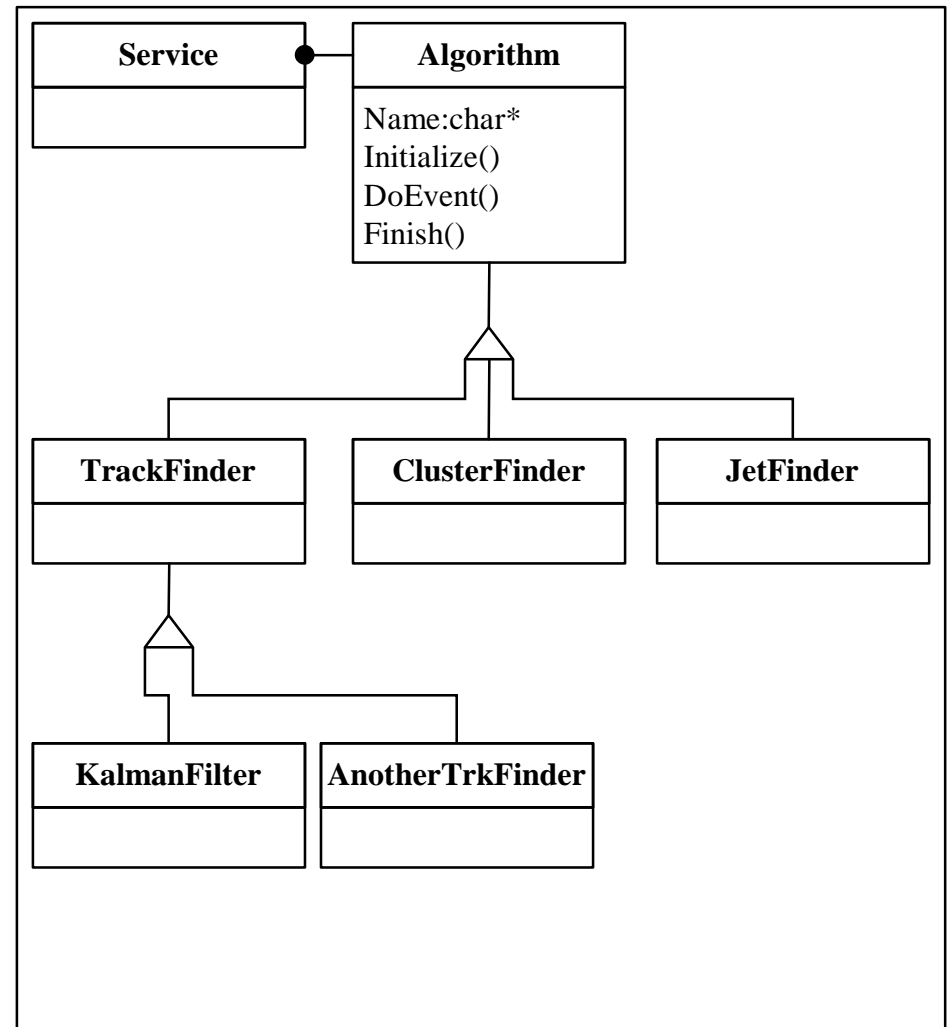 Service
Algorithm
Name:char*
Initialize()
DoEvent()
Finish()
TrackFinder
ClusterFinder
JetFinder
KalmanFilter
AnotherTrkFinder